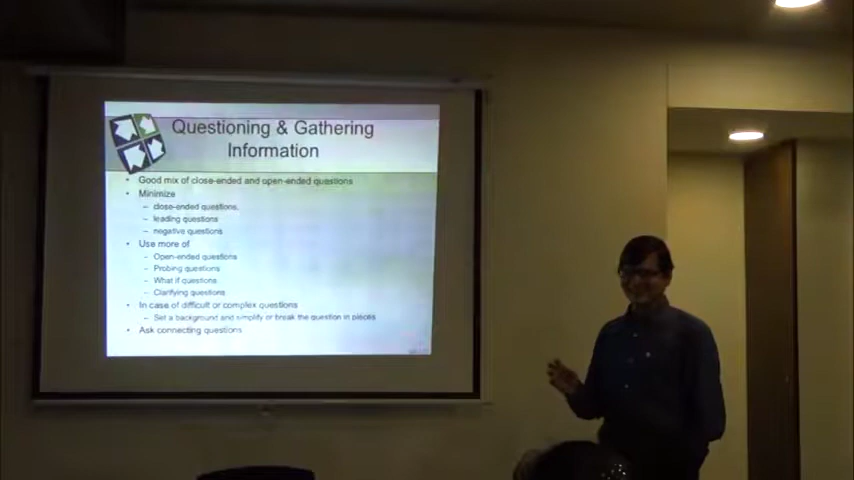 Questioning & Gathering
Information
• Good mix of close-ended and open-ended questions
• Minimize
– close-ended questions,
– leading questions
– negative questions
• Use more of
– Open-ended questions
– Probing questions
– What if questions
– Clarifying questions
• In case of difficult or complex questions
– Set a background and simplify or break the question in pieces
• Ask connecting questions